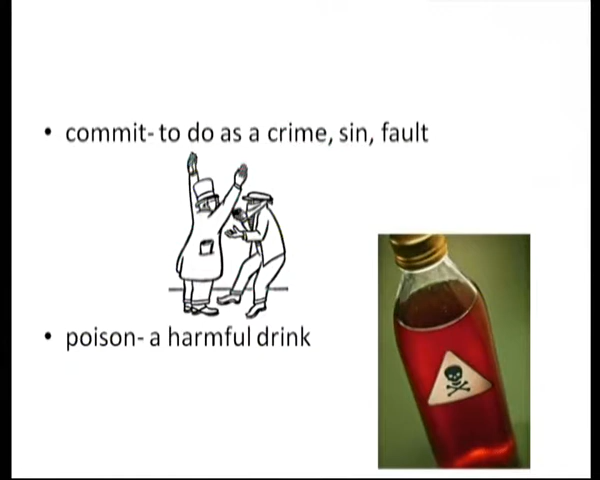 • commit- to do as a crime, sin, fault
• poison- a harmful drink